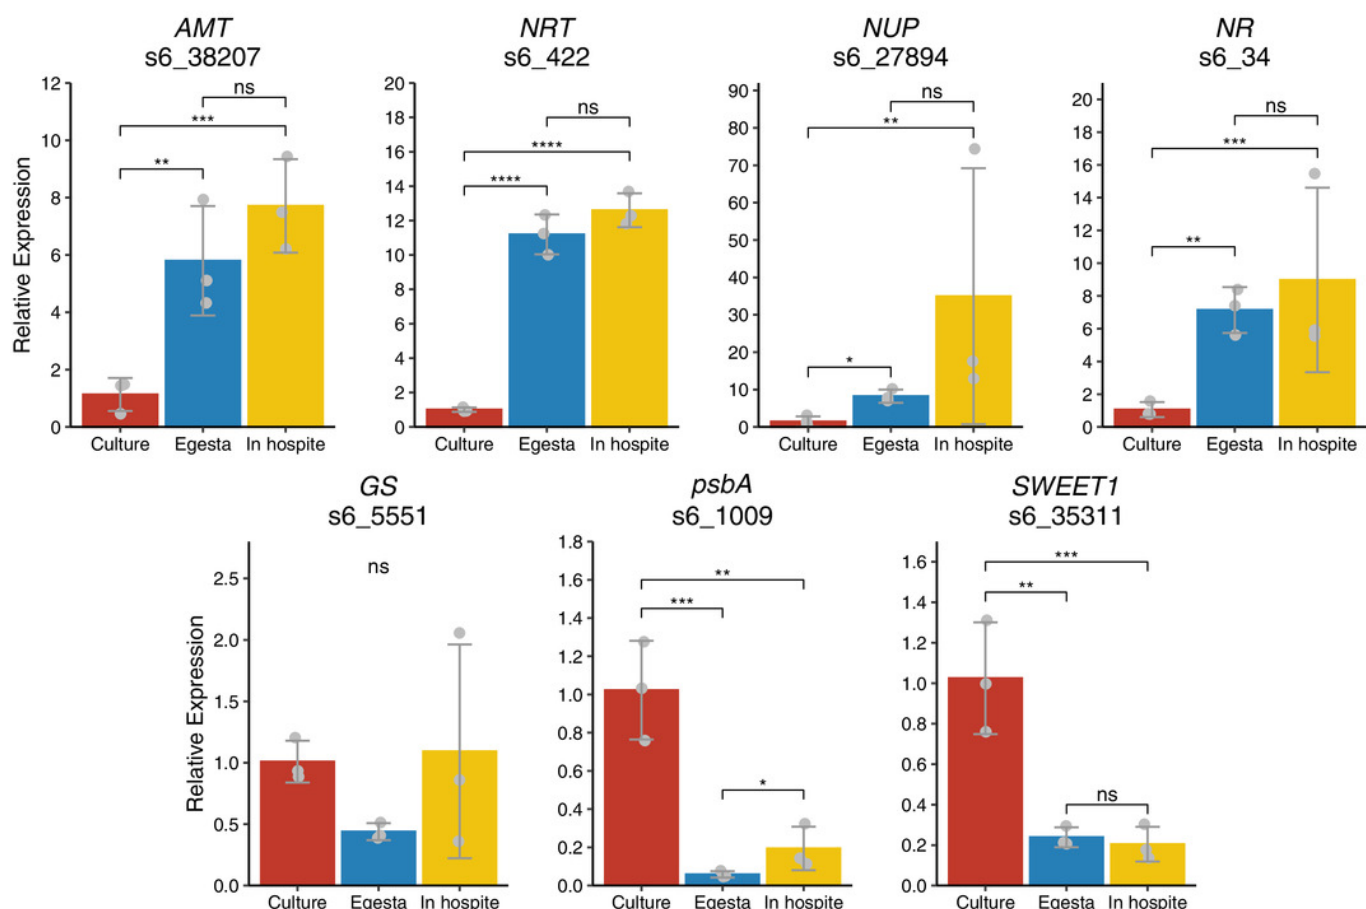 AMT
s6_38207
NRT
s6_422
NUP
s6_27894
NR
s6_34
Relative Expression
12
10
8
6
4
2
0
ns
***
**
Culture Egesta In hospite
20
18
16
14
12
10
8
6
4
2
0
ns
****
****
Culture Egesta In hospite
90
80
70
60
50
40
30
20
10
0
ns
**
*
Culture Egesta In hospite
20
18
16
14
12
10
8
6
4
2
0
ns
***
**
Culture Egesta In hospite
GS
s6_5551
psbA
s6_1009
SWEET1
s6_35311
Relative Expression
2.5
2.0
1.5
1.0
0.5
0.0
ns
Culture Egesta In hospite
1.8
1.6
1.4
1.2
1.0
0.8
0.6
0.4
0.2
0.0
**
***
*
Culture Egesta In hospite
1.6
1.4
1.2
1.0
0.8
0.6
0.4
0.2
0.0
***
**
ns
Culture Egesta In hospite